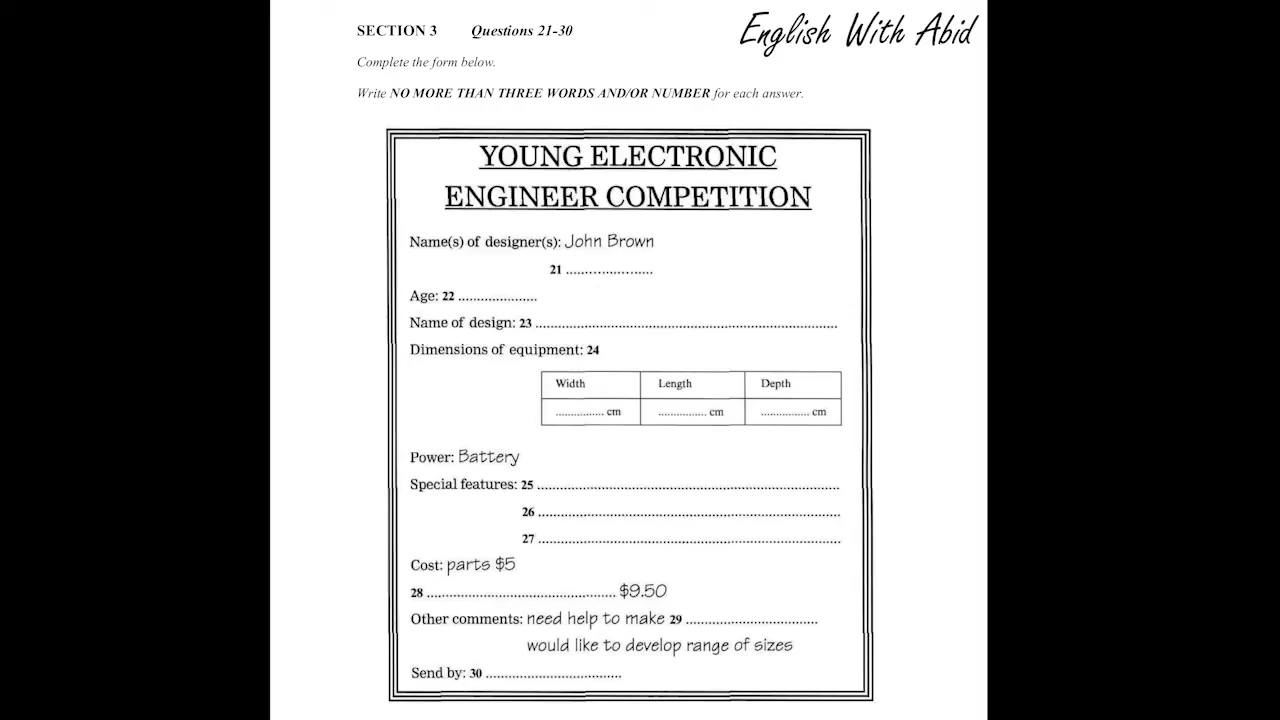 English With Abid
SECTION 3 Questions 21-30
Complete the form below.
Write NO MORE THAN THREE WORDS AND/OR NUMBER for each answer.
YOUNG ELECTRONIC
ENGINEER COMPETITION
Name(s) of designer(s): John Brown
21 ......................
Age: 22 ....................
Name of design: 23 ..............................................................................
Dimensions of equipment: 24
Width Length Depth
............... cm ............... cm ............... cm
Power: Battery
Special features: 25 ..............................................................................
26 ..............................................................................
27 ..............................................................................
Cost: parts $5
28 ................................................. $9.50
Other comments: need help to make 29 ..................................
would like to develop range of sizes
Send by: 30 ...................................